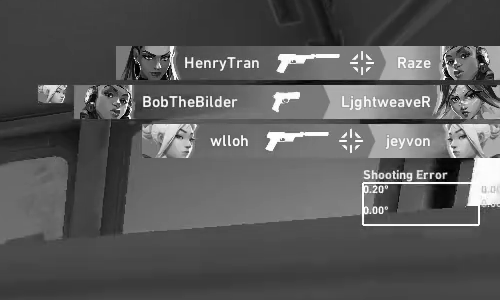 HenryTran Raze
BobTheBilder LjghtweaveR
wlloh jeyvon
Shooting Error
0.20°
0.00°